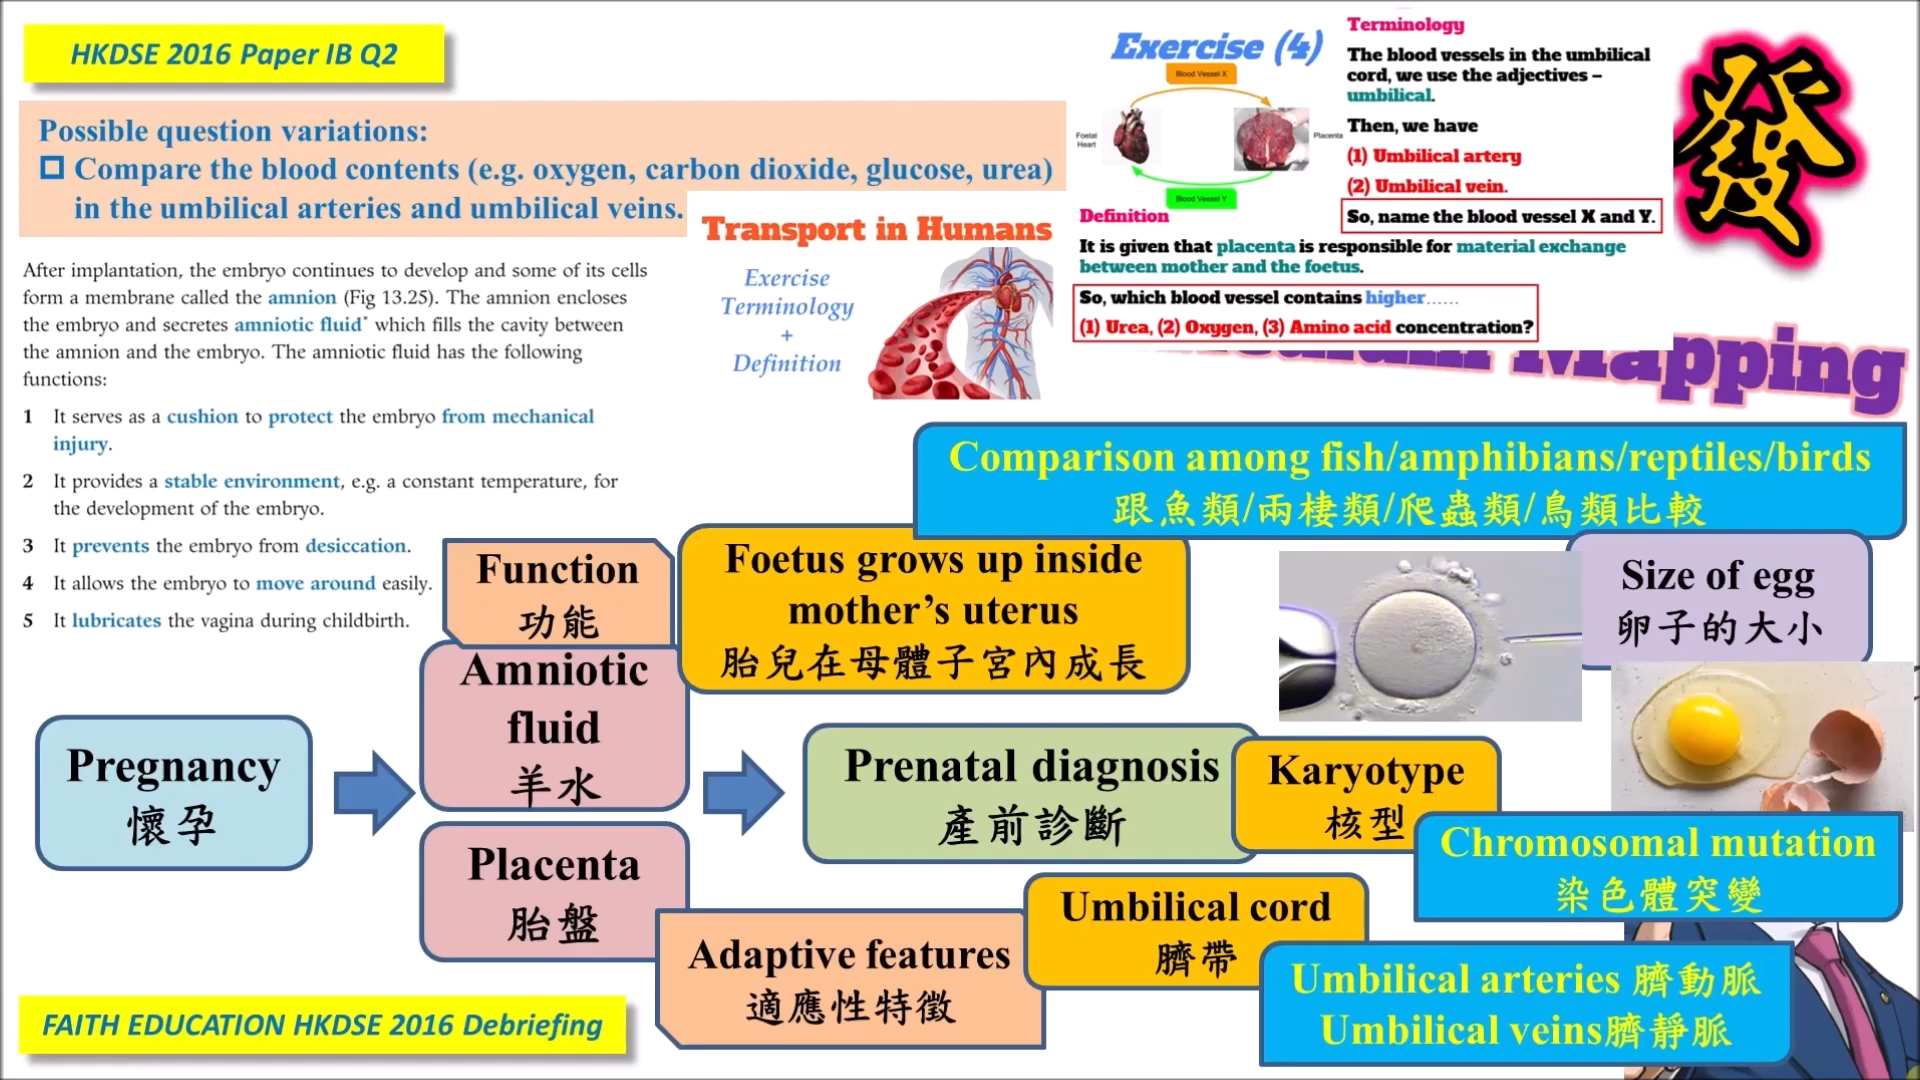 HKDSE 2016 Paper IB Q2
Possible question variations:
Compare the blood contents (e.g. oxygen, carbon dioxide, glucose, urea)
in the umbilical arteries and umbilical veins.
After implantation, the embryo continues to develop and some of its cells
form a membrane called the amnion (Fig 13.25). The amnion encloses
the embryo and secretes amniotic fluid* which fills the cavity between
the amnion and the embryo. The amniotic fluid has the following
functions:
1 It serves as a cushion to protect the embryo from mechanical
injury.
2 It provides a stable environment, e.g. a constant temperature, for
the development of the embryo.
3 It prevents the embryo from desiccation.
4 It allows the embryo to move around easily.
5 It lubricates the vagina during childbirth.
Transport in Humans
Exercise
Terminology
+
Definition
Exercise (4)
Blood Vessel X
Foetal
Heart
Placenta
Blood Vessel Y
Terminology
The blood vessels in the umbilical
cord, we use the adjectives –
umbilical.
Then, we have
(1) Umbilical artery
(2) Umbilical vein.
So, name the blood vessel X and Y.
Definition
It is given that placenta is responsible for material exchange
between mother and the foetus.
So, which blood vessel contains higher......
(1) Urea, (2) Oxygen, (3) Amino acid concentration?
發
Mapping
Comparison among fish/amphibians/reptiles/birds
跟魚類/兩棲類/爬蟲類/鳥類比較
Function
功能
Foetus grows up inside
mother's uterus
胎兒在母體子宮內成長
Size of egg
卵子的大小
Amniotic
fluid
羊水
Pregnancy
懷孕
Prenatal diagnosis
產前診斷
Karyotype
核型
Chromosomal mutation
染色體突變
Placenta
胎盤
Adaptive features
適應性特徵
Umbilical cord
臍帶
Umbilical arteries 臍動脈
Umbilical veins臍靜脈
FAITH EDUCATION HKDSE 2016 Debriefing